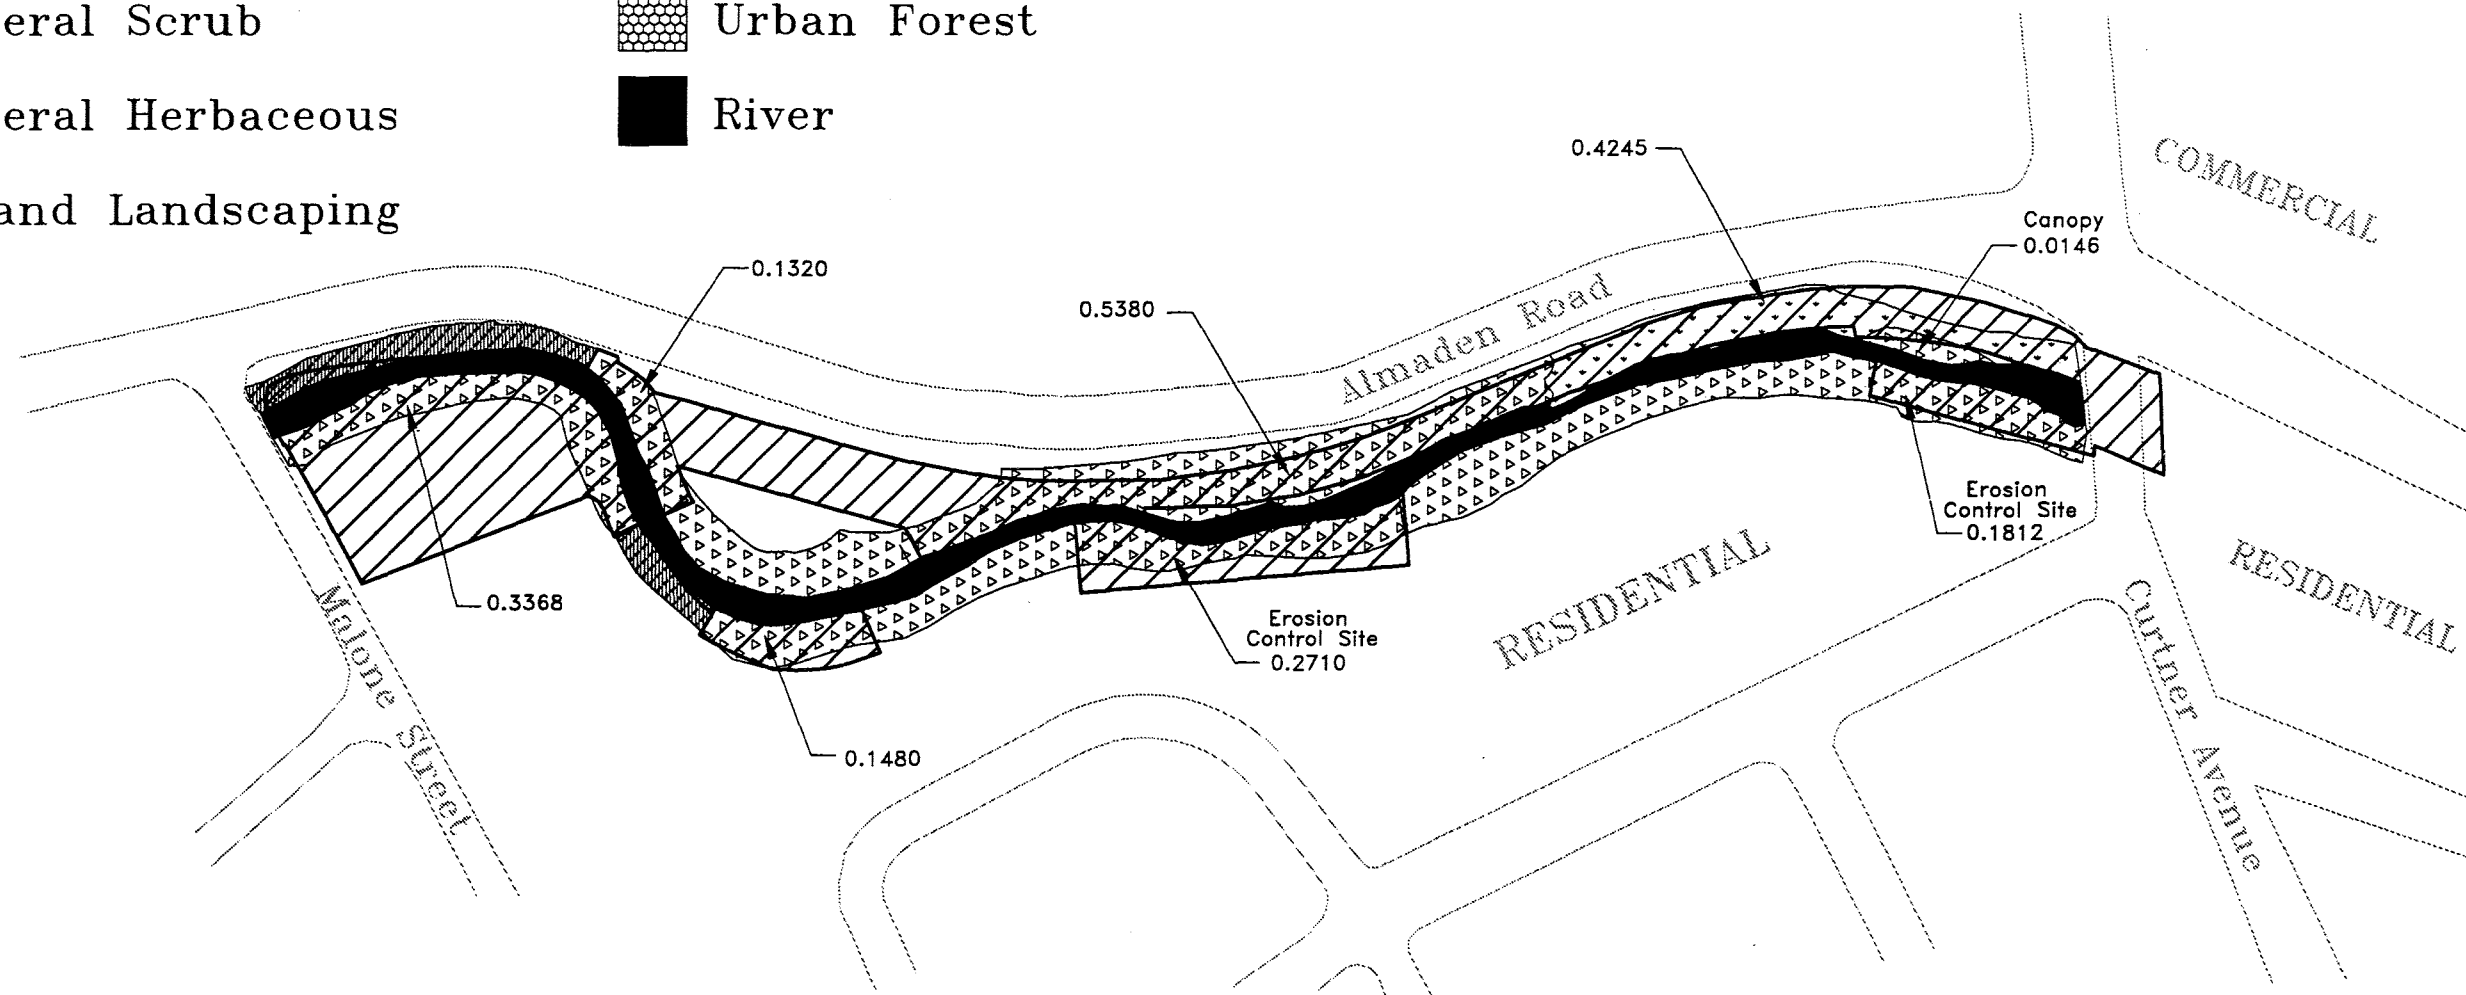 eral Scrub
Urban Forest
eral Herbaceous
River
and Landscaping
COMMERCIAL
0.4245
Canopy
0.0146
0.1320
0.5380
Almaden Road
Erosion
Control Site
0.1812
RESIDENTIAL
RESIDENTIAL
0.3368
Erosion
Control Site
0.2710
Malone Street
Curtner Avenue
0.1480